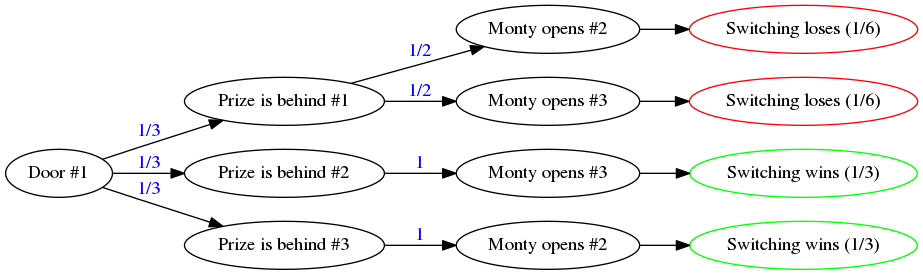 Monty opens #2
Switching loses (1/6)
1/2
Prize is behind #1
1/2
Monty opens #3
Switching loses (1/6)
1/3
Door #1
1/3
Prize is behind #2
1
Monty opens #3
Switching wins (1/3)
1/3
Prize is behind #3
1
Monty opens #2
Switching wins (1/3)